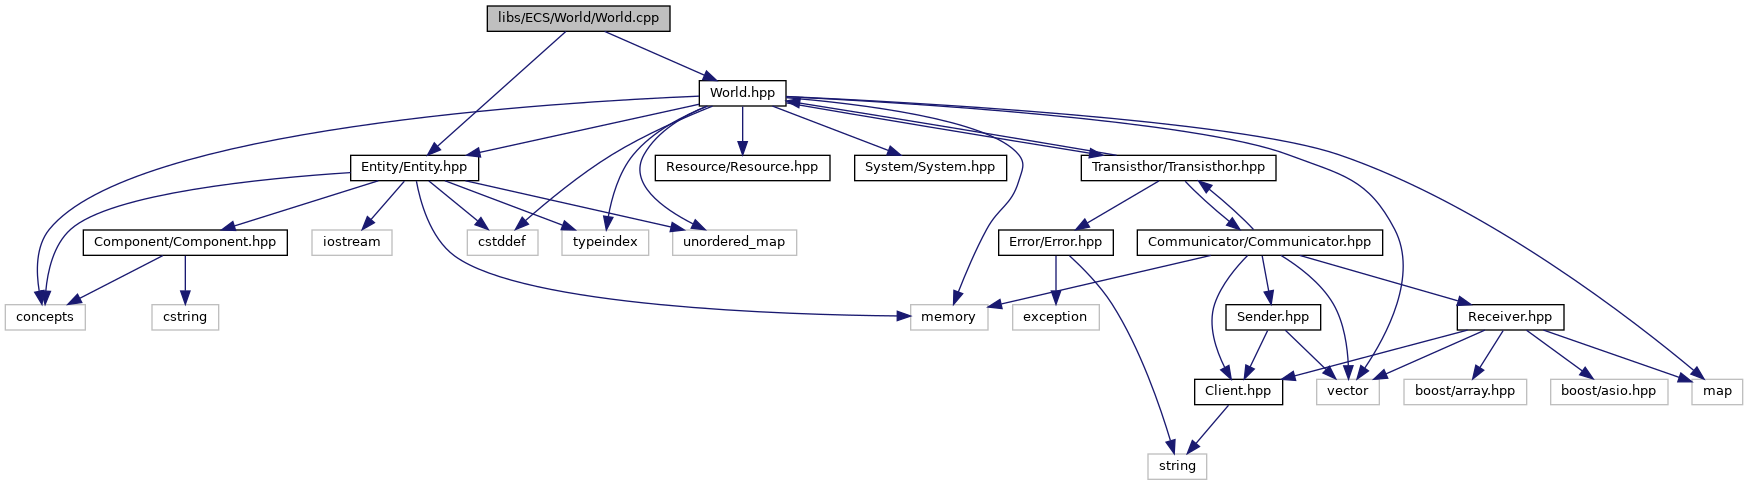 libs/ECS/World/World.cpp
World.hpp
Entity/Entity.hpp
Resource/Resource.hpp
System/System.hpp
Transisthor/Transisthor.hpp
Component/Component.hpp
iostream
cstddef
typeindex
unordered_map
Error/Error.hpp
Communicator/Communicator.hpp
concepts
cstring
memory
exception
Sender.hpp
Receiver.hpp
Client.hpp
vector
boost/array.hpp
boost/asio.hpp
map
string